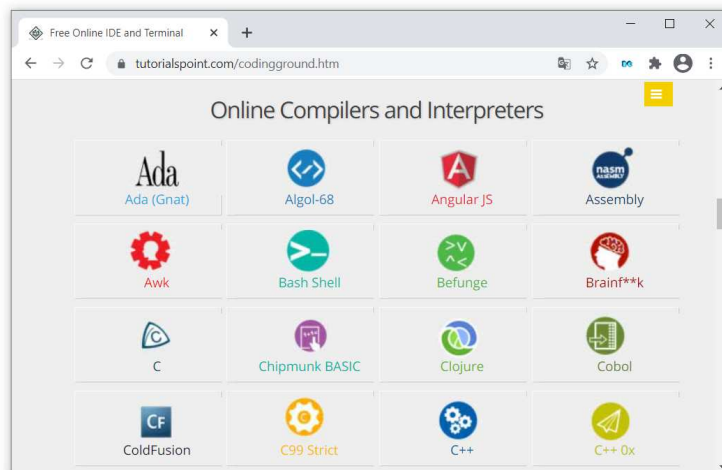 Free Online IDE and Terminal
tutorialspoint.com/codingground.htm
Online Compilers and Interpreters
Ada
nasm
ASSEMBLY
Ada (Gnat)
Algol-68
Angular JS
Assembly
Awk
Bash Shell
Befunge
Brainf**k
C
C
Chipmunk BASIC
Clojure
Cobol
CF
C
ColdFusion
C99 Strict
C++
C++ 0x